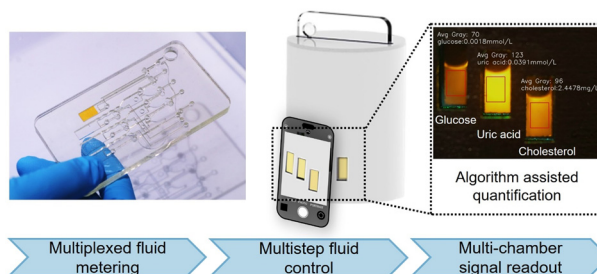 Avg Gray: 70
glucose:0.0018mmol/L
Avg Gray: 123
uric acid:0.0391mmol/L
Avg Gray: 96
cholesterol:2.4478mg/L
Glucose
Uric acid
Cholesterol
Algorithm assisted
quantification
Multiplexed fluid
metering
Multistep fluid
control
Multi-chamber
signal readout